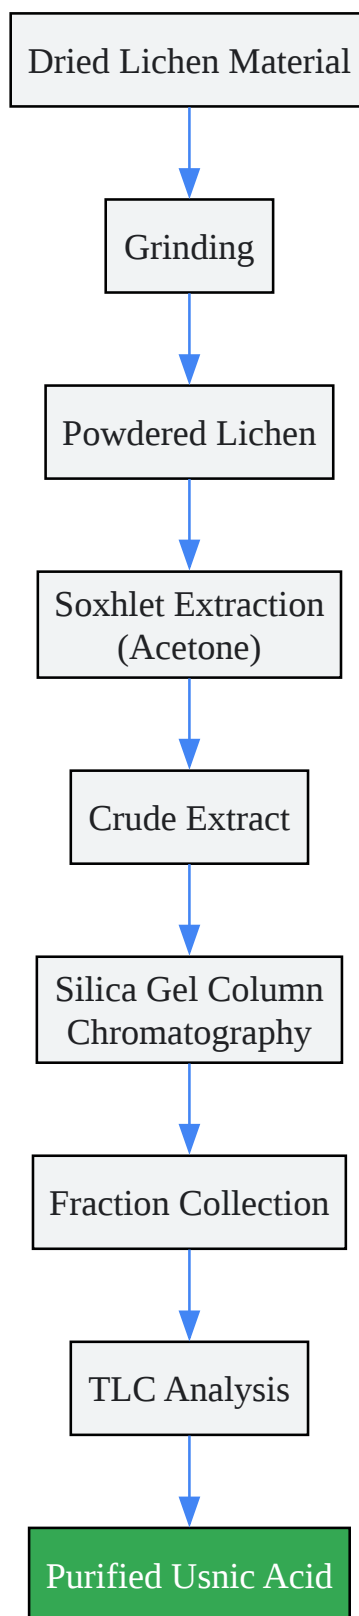 Dried Lichen Material
Grinding
Powdered Lichen
Soxhlet Extraction
(Acetone)
Crude Extract
Silica Gel Column
Chromatography
Fraction Collection
TLC Analysis
Purified Usnic Acid